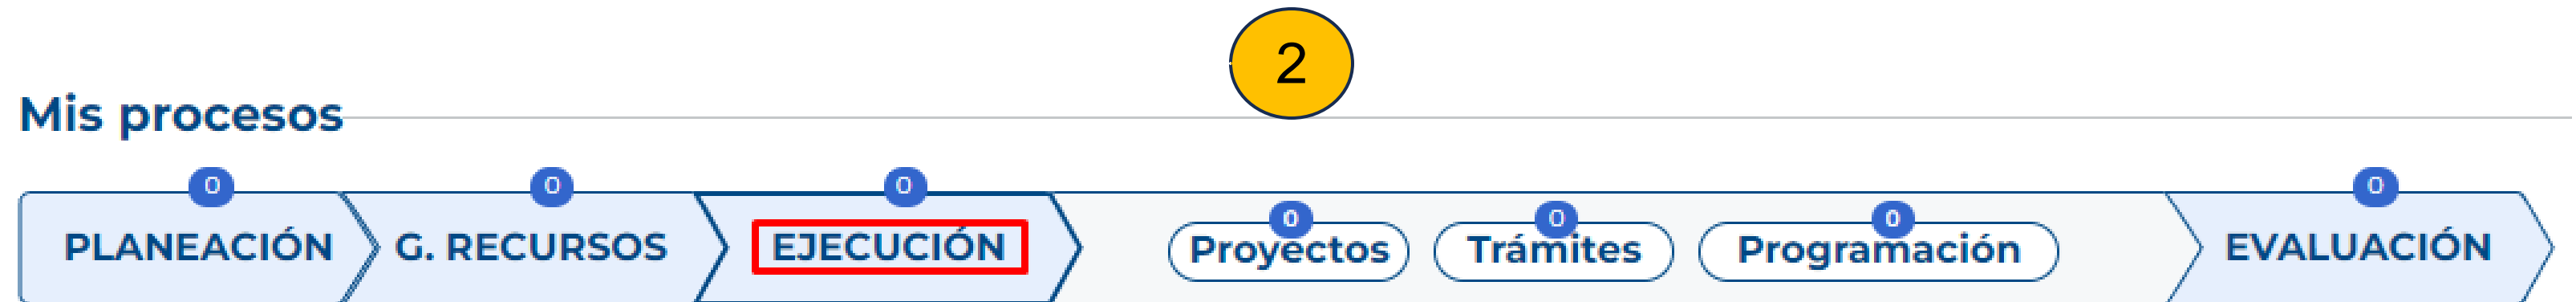 2
Mis procesos
0 0 0 0
0 0 0
PLANEACIÓN G. RECURSOS EJECUCIÓN Proyectos Trámites Programación EVALUACIÓN